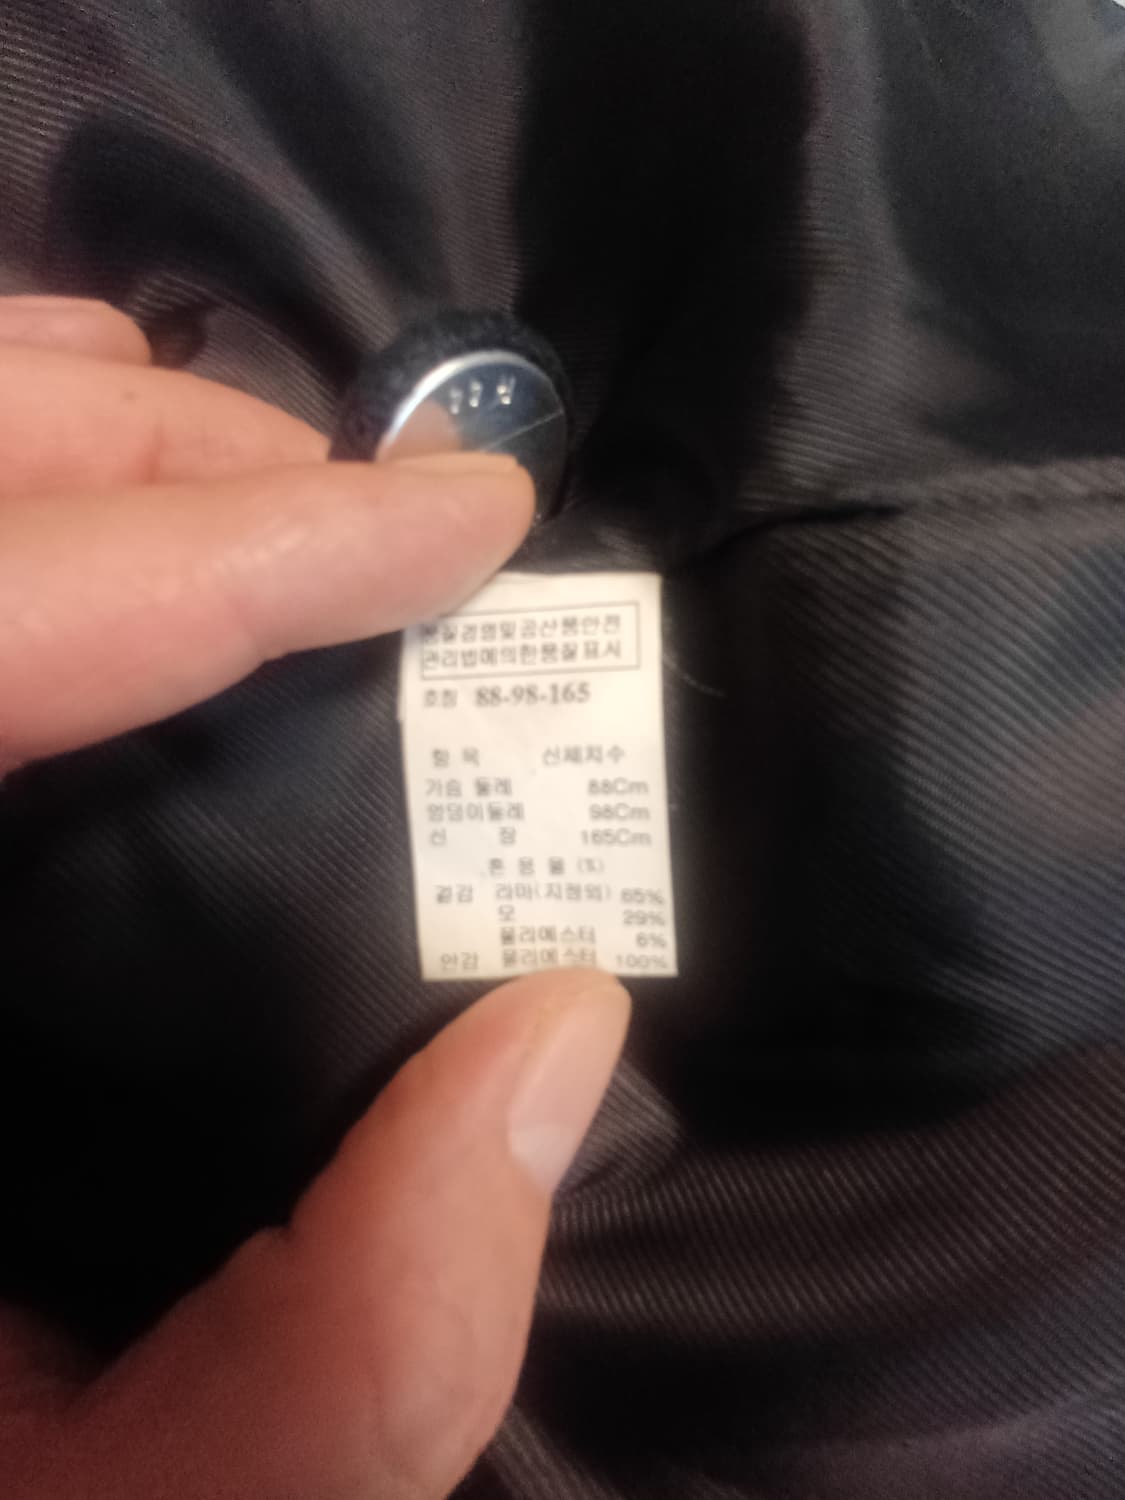 품질경영및공산품안전
관리법에의한품질표시
호칭 88-98-165
항 목 신체치수
가슴 둘레 88Cm
엉덩이둘레 98Cm
신 장 165Cm
혼 용 율 (%)
겉감 라마(지정외) 65%
모 29%
폴리에스터 6%
안감 폴리에스터 100%